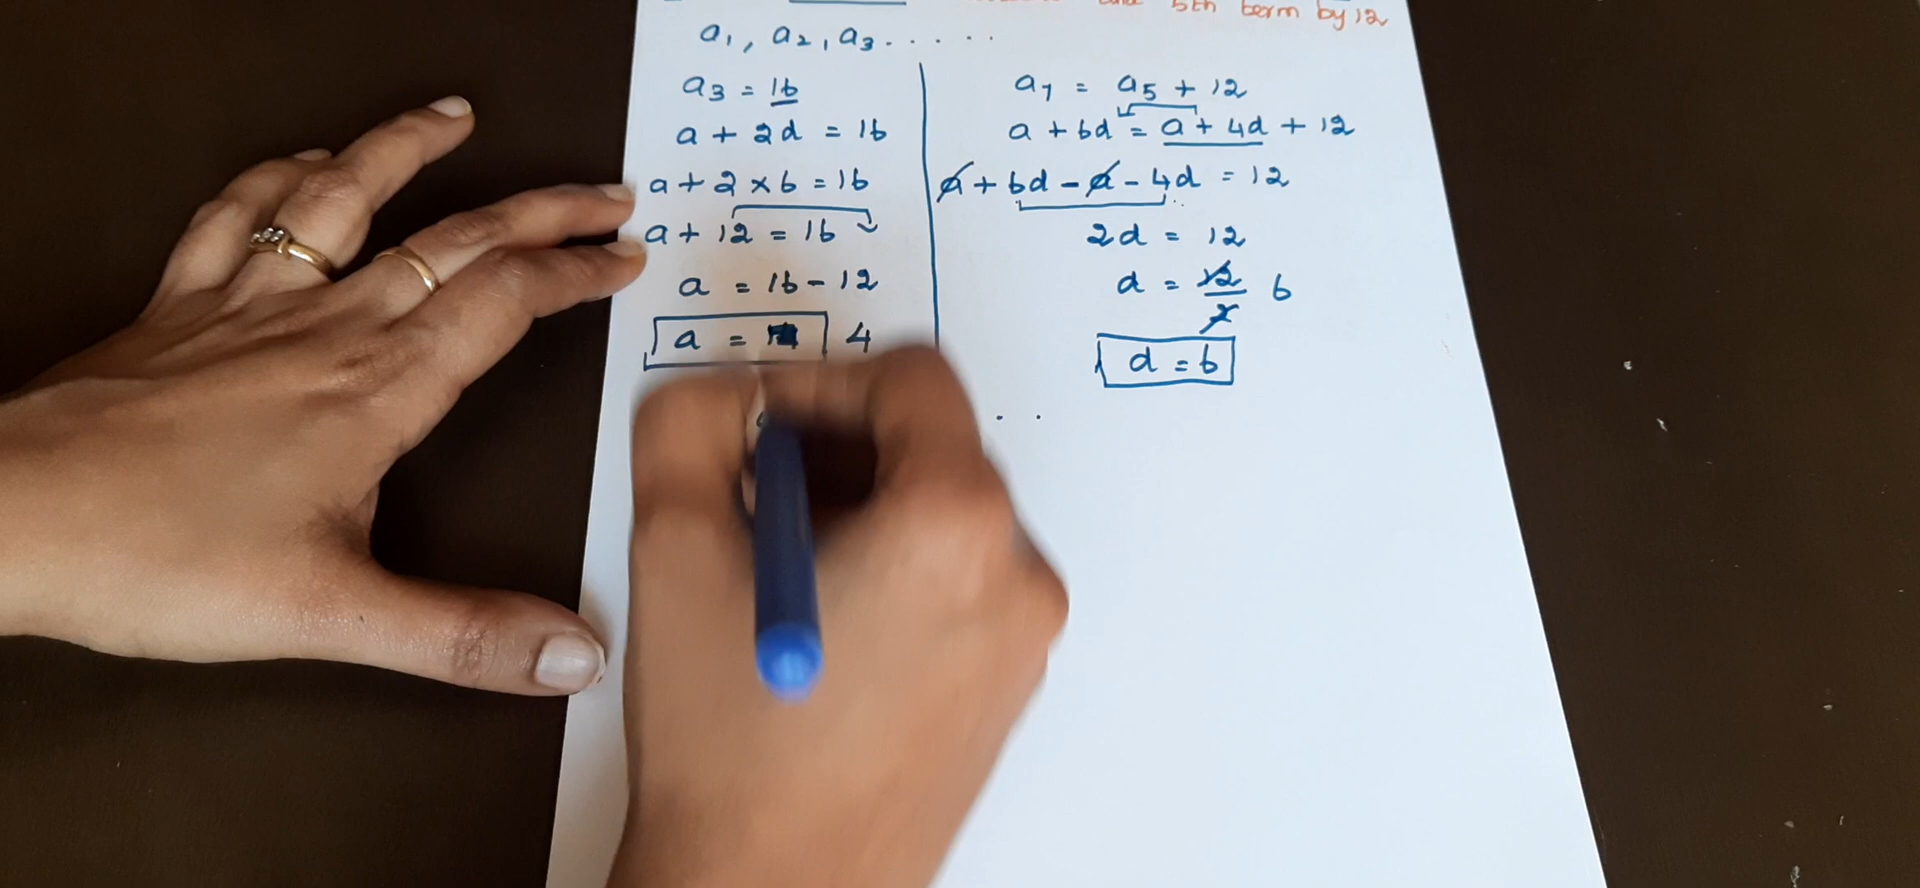 and 5th term by 12
a1, a2, a3 . . . . .
a3 = 16
a + 2d = 16
a + 2 × 6 = 16
a + 12 = 16
a = 16 - 12
a = 4
a7 = a5 + 12
a + 6d = a + 4d + 12
a + 6d - a - 4d = 12
2d = 12
d = 12/2 6
d = 6
. .